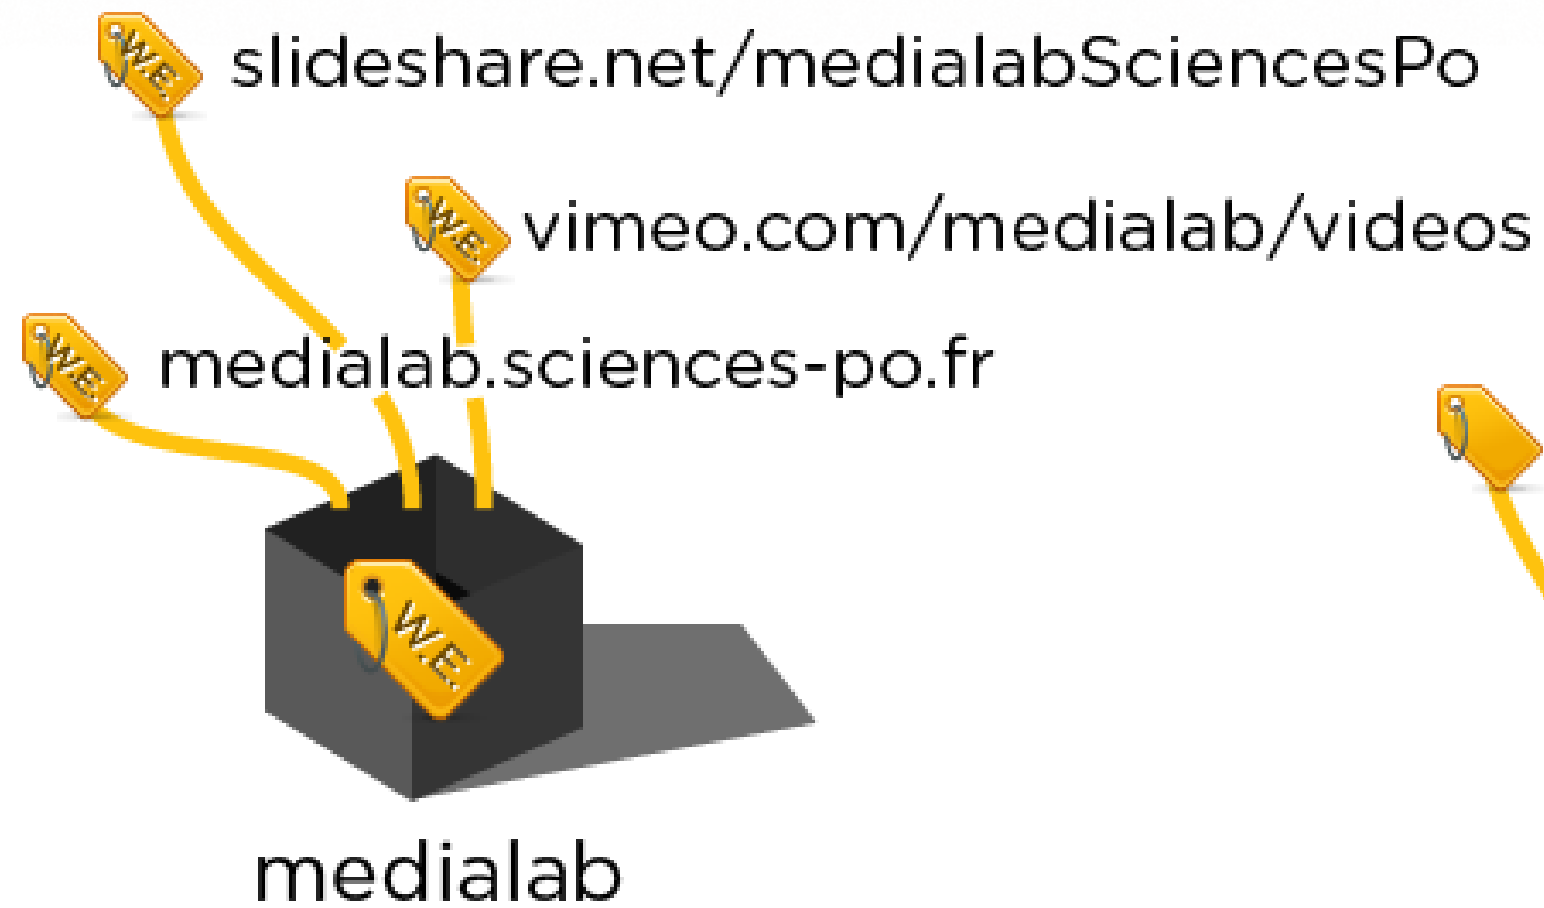 W.E. slideshare.net/medialabSciencesPo
W.E. vimeo.com/medialab/videos
W.E. medialab.sciences-po.fr
W.E.
medialab